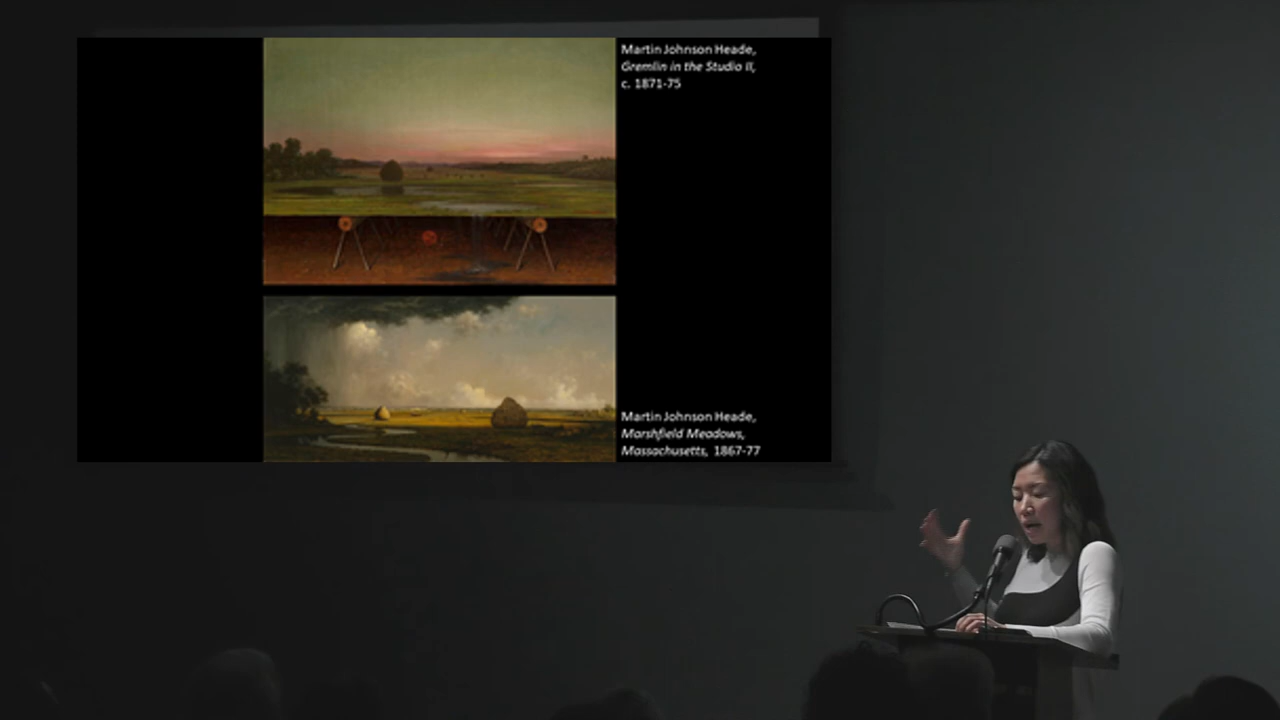 Martin Johnson Heade,
Gremlin in the Studio II,
c. 1871-75
Martin Johnson Heade,
Marshfield Meadows,
Massachusetts, 1867-77